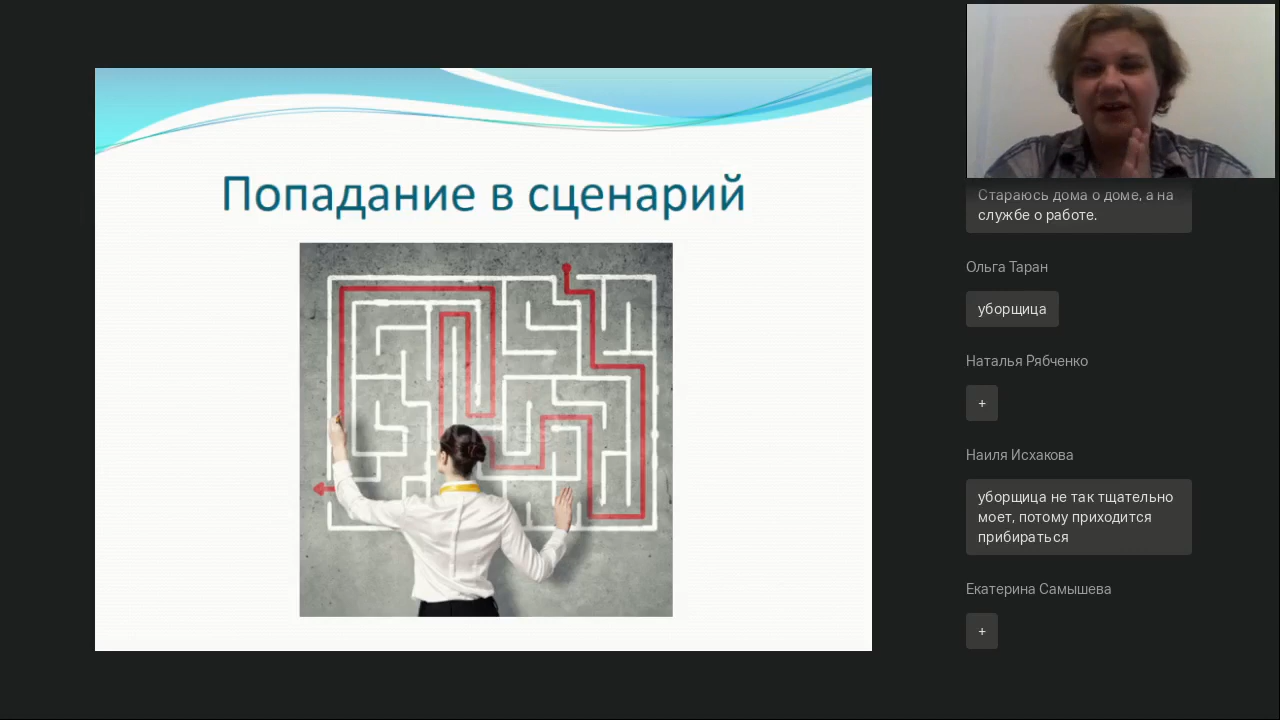 Попадание в сценарий
Стараюсь дома о доме, а на
службе о работе.
Ольга Таран
уборщица
Наталья Рябченко
+
Наиля Исхакова
уборщица не так тщательно
моет, потому приходится
прибираться
Екатерина Самышева
+